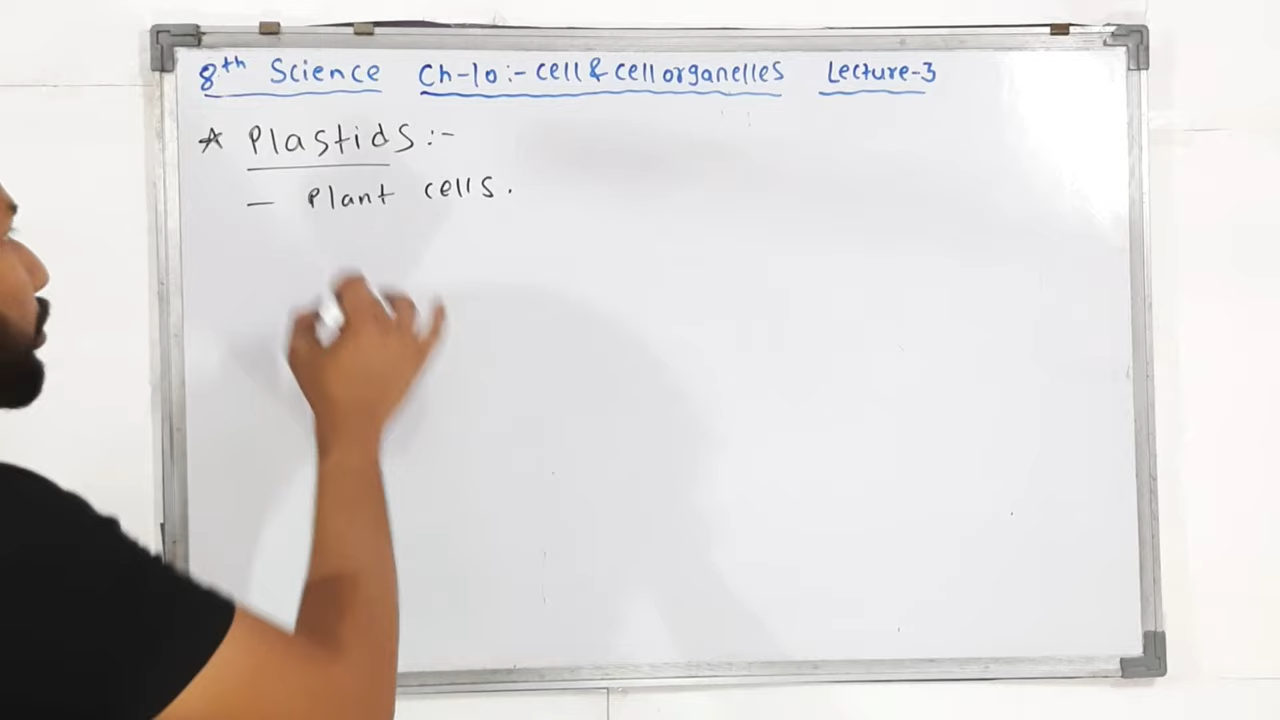 8th Science Ch-10:- cell & cell organelles Lecture-3
* Plastids:-
- Plant cells.